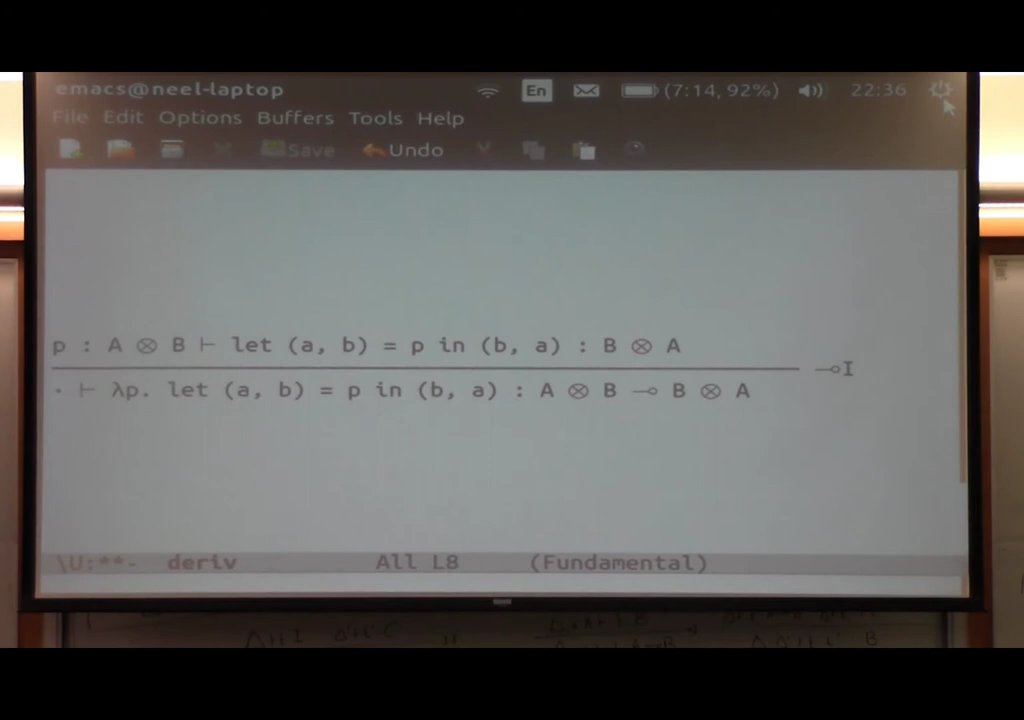 emacs@neel-laptop En (7:14, 92%) 22:36
File Edit Options Buffers Tools Help
Save Undo
p : A ⊗ B ⊢ let (a, b) = p in (b, a) : B ⊗ A
⊸I
· ⊢ λp. let (a, b) = p in (b, a) : A ⊗ B ⊸ B ⊗ A
\U:**- deriv All L8 (Fundamental)